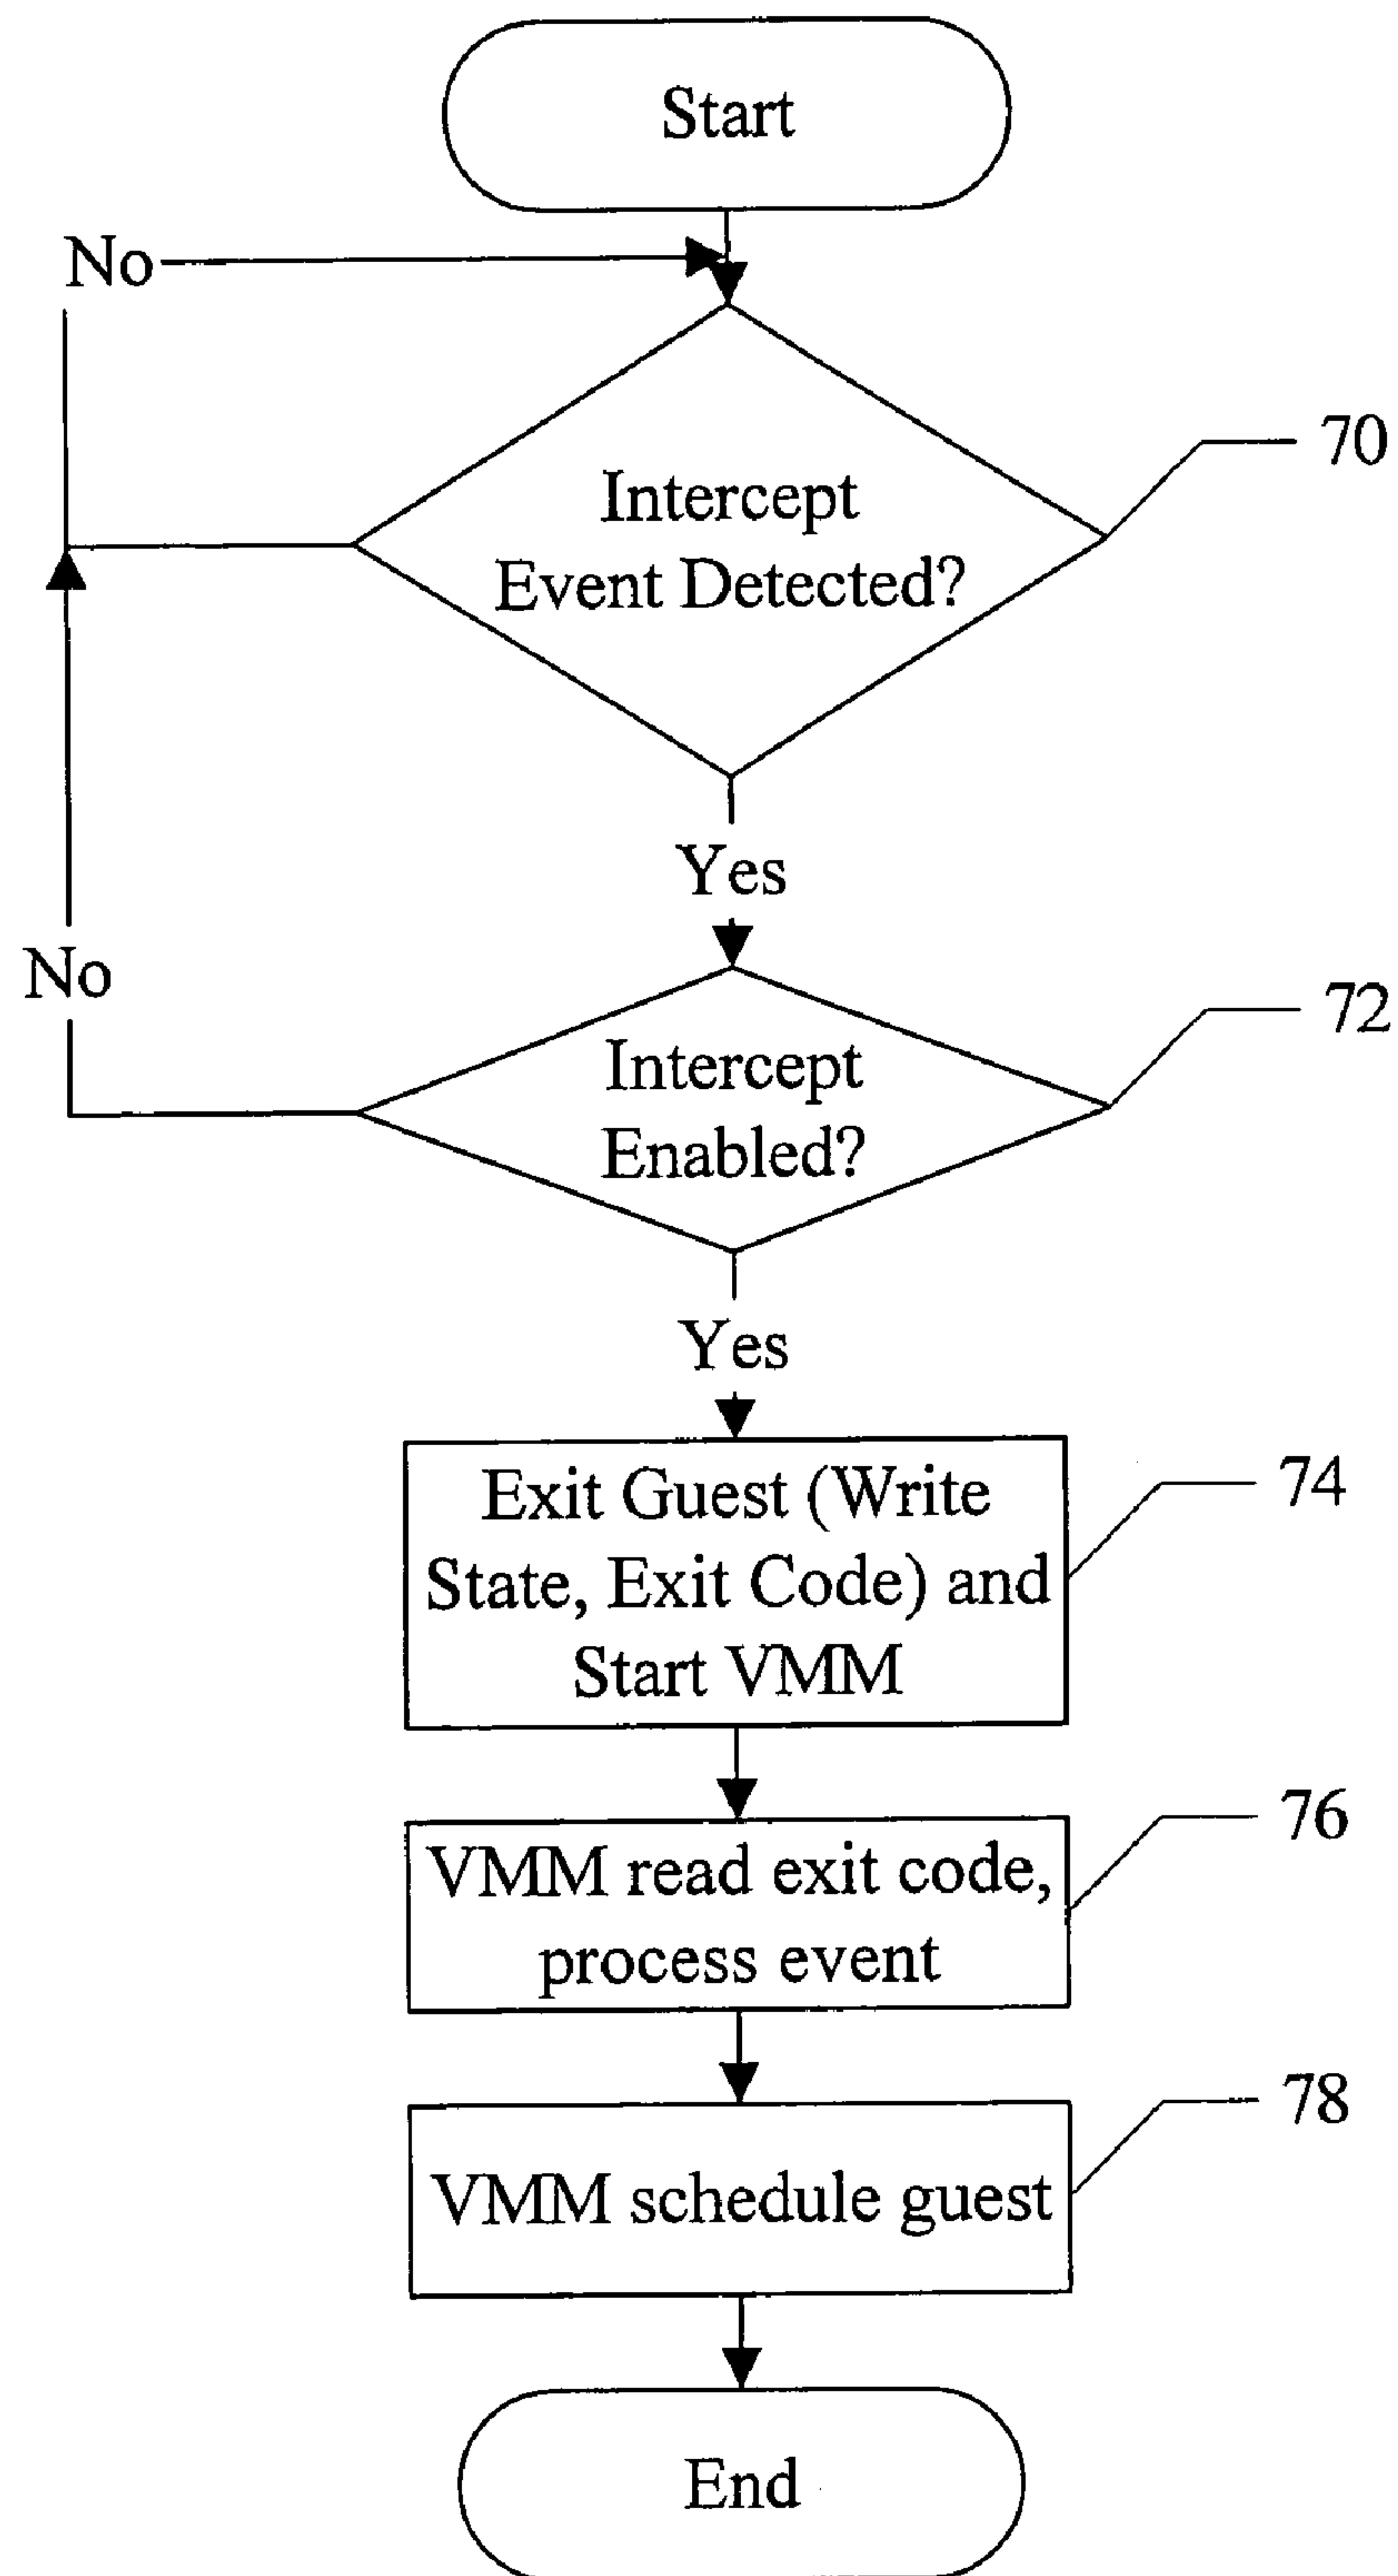 Start
No
Intercept
Event Detected?
70
Yes
No
Intercept
Enabled?
72
Yes
Exit Guest (Write
State, Exit Code) and
Start VMM
74
VMM read exit code,
process event
76
VMM schedule guest
78
End